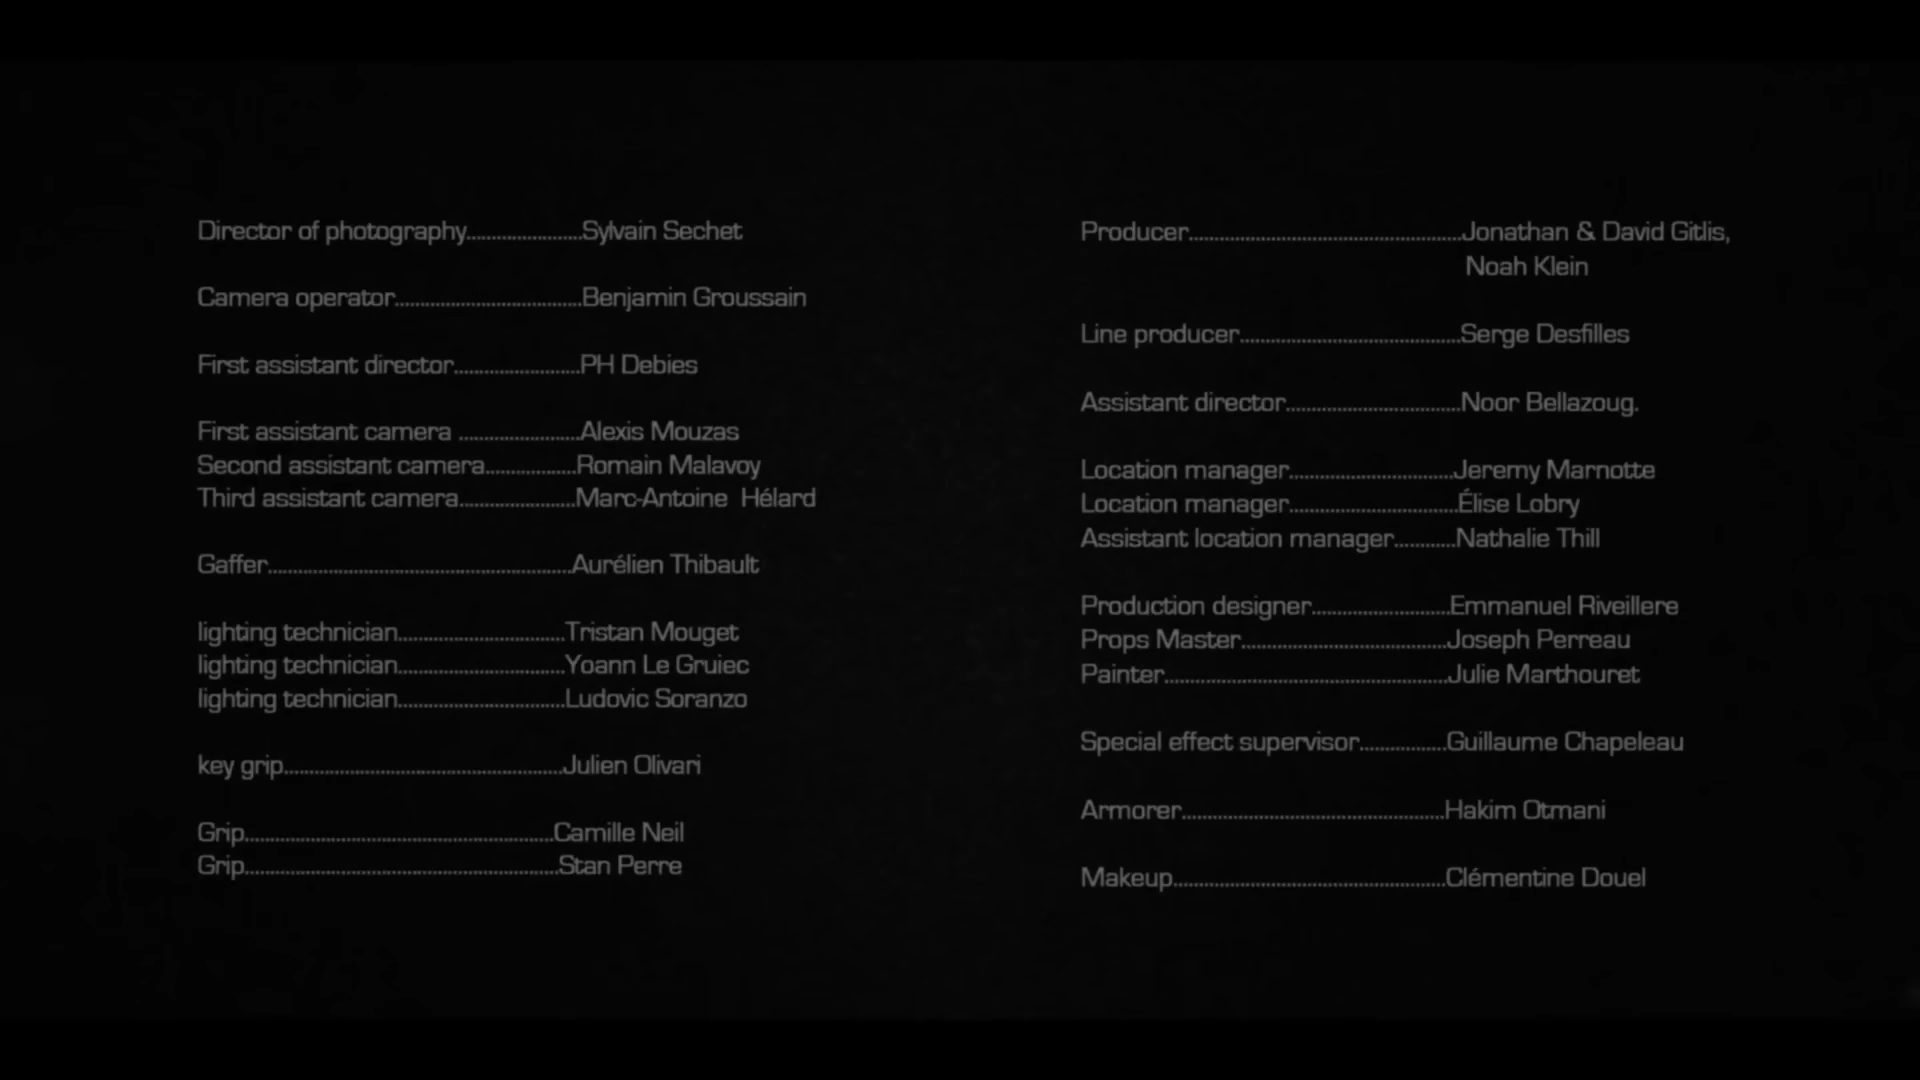 Director of photography......................Sylvain Sechet
Camera operator....................................Benjamin Groussain
First assistant director........................PH Debies
First assistant camera .......................Alexis Mouzas
Second assistant camera.................Romain Malavoy
Third assistant camera......................Marc-Antoine  Hélard
Gaffer..........................................................Aurélien Thibault
lighting technician................................Tristan Mouget
lighting technician................................Yoann Le Gruiec
lighting technician................................Ludovic Soranzo
key grip.....................................................Julien Olivari
Grip...........................................................Camille Neil
Grip............................................................Stan Perre
Producer....................................................Jonathan & David Gitlis,
Noah Klein
Line producer..........................................Serge Desfilles
Assistant director.................................Noor Bellazoug.
Location manager...............................Jeremy Marnotte
Location manager................................Élise Lobry
Assistant location manager............Nathalie Thill
Production designer..........................Emmanuel Riveillere
Props Master.......................................Joseph Perreau
Painter......................................................Julie Marthouret
Special effect supervisor.................Guillaume Chapeleau
Armorer..................................................Hakim Otmani
Makeup....................................................Clémentine Douel